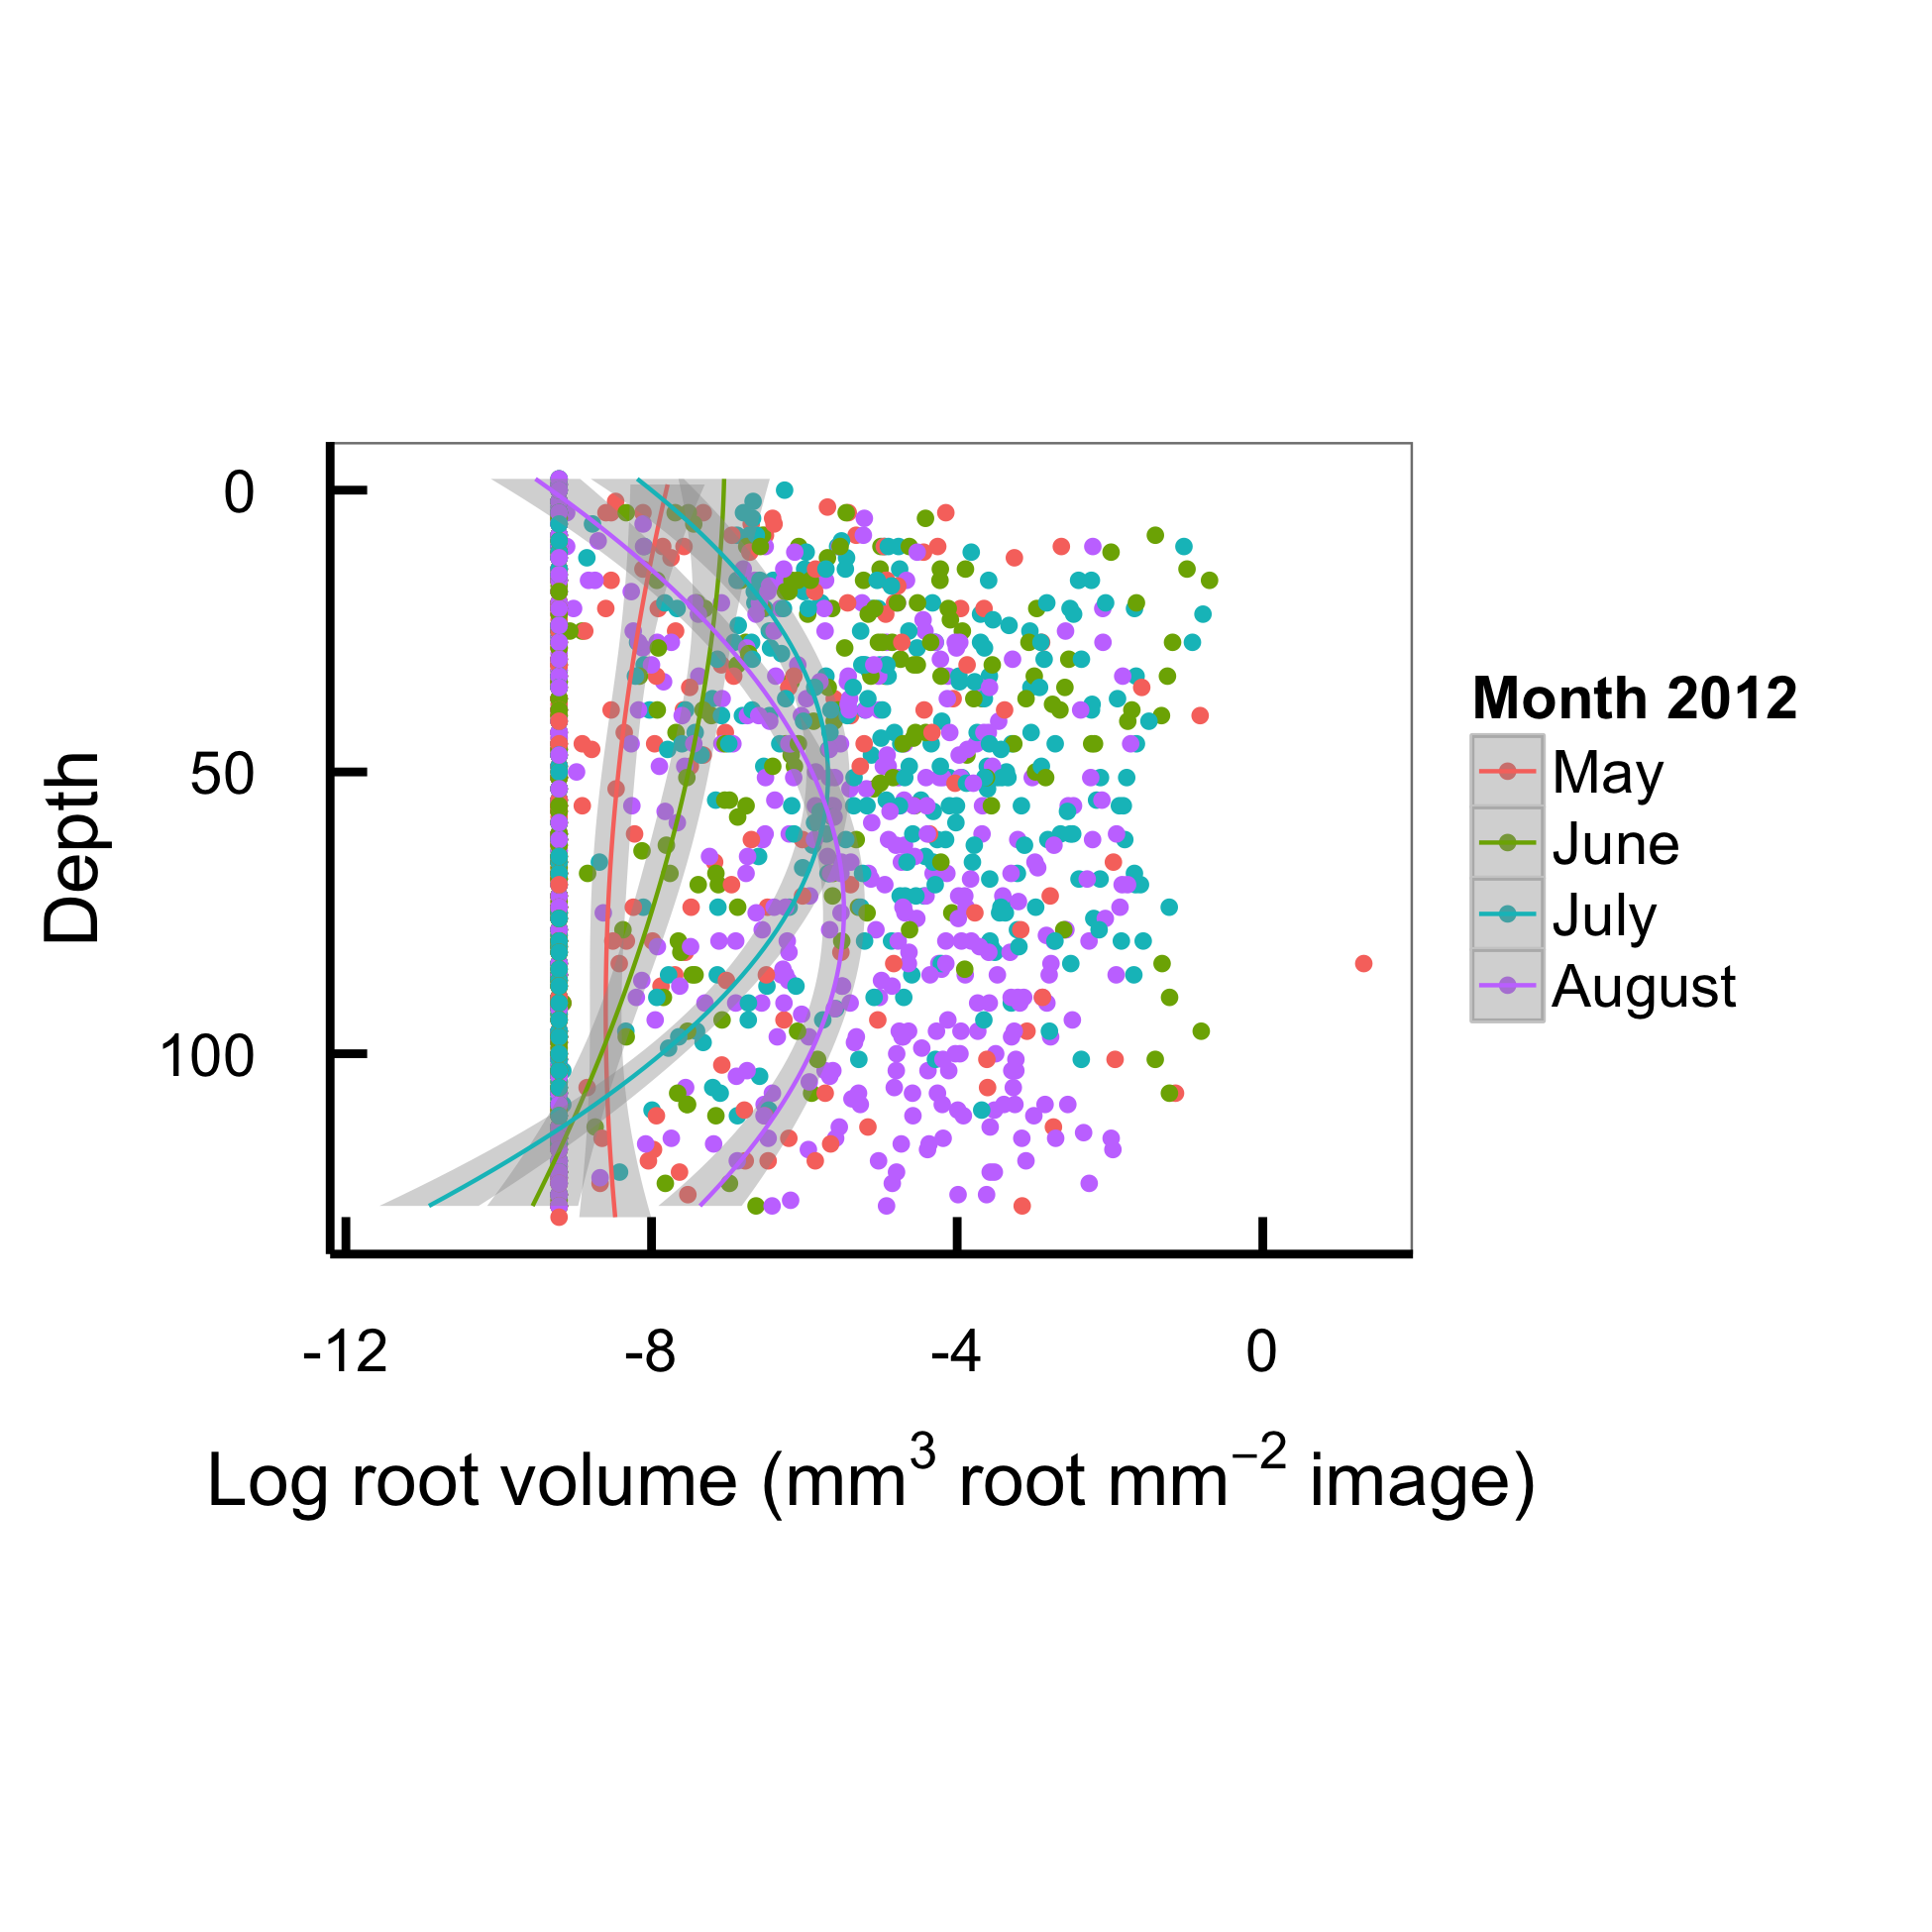 0
50
100
Depth
-12 -8 -4 0
Log root volume (mm³ root mm⁻² image)
Month 2012
May
June
July
August